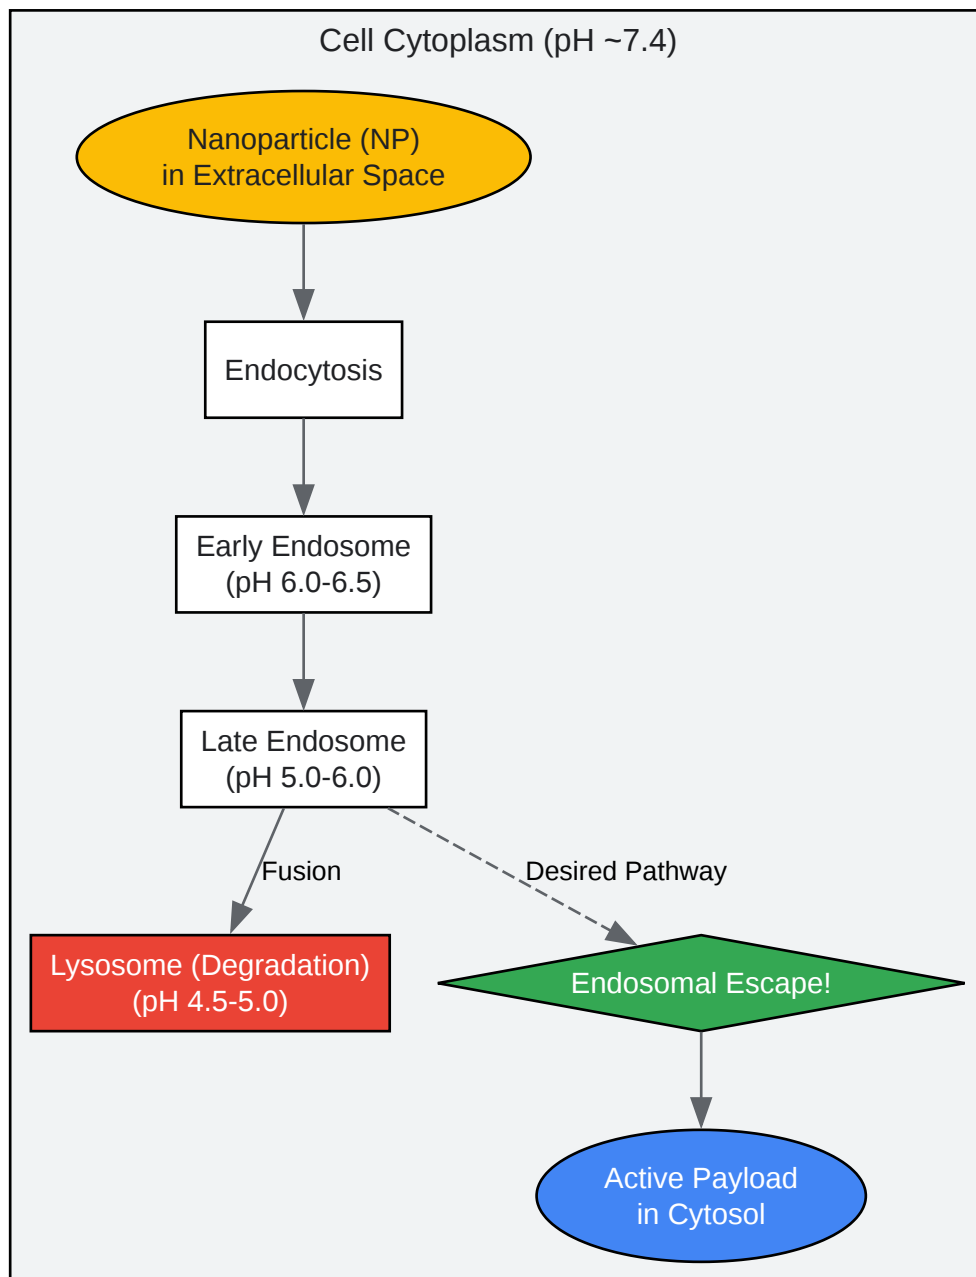 Cell Cytoplasm (pH ~7.4)
Nanoparticle (NP)
in Extracellular Space
Endocytosis
Early Endosome
(pH 6.0-6.5)
Late Endosome
(pH 5.0-6.0)
Fusion
Desired Pathway
Lysosome (Degradation)
(pH 4.5-5.0)
Endosomal Escape!
Active Payload
in Cytosol